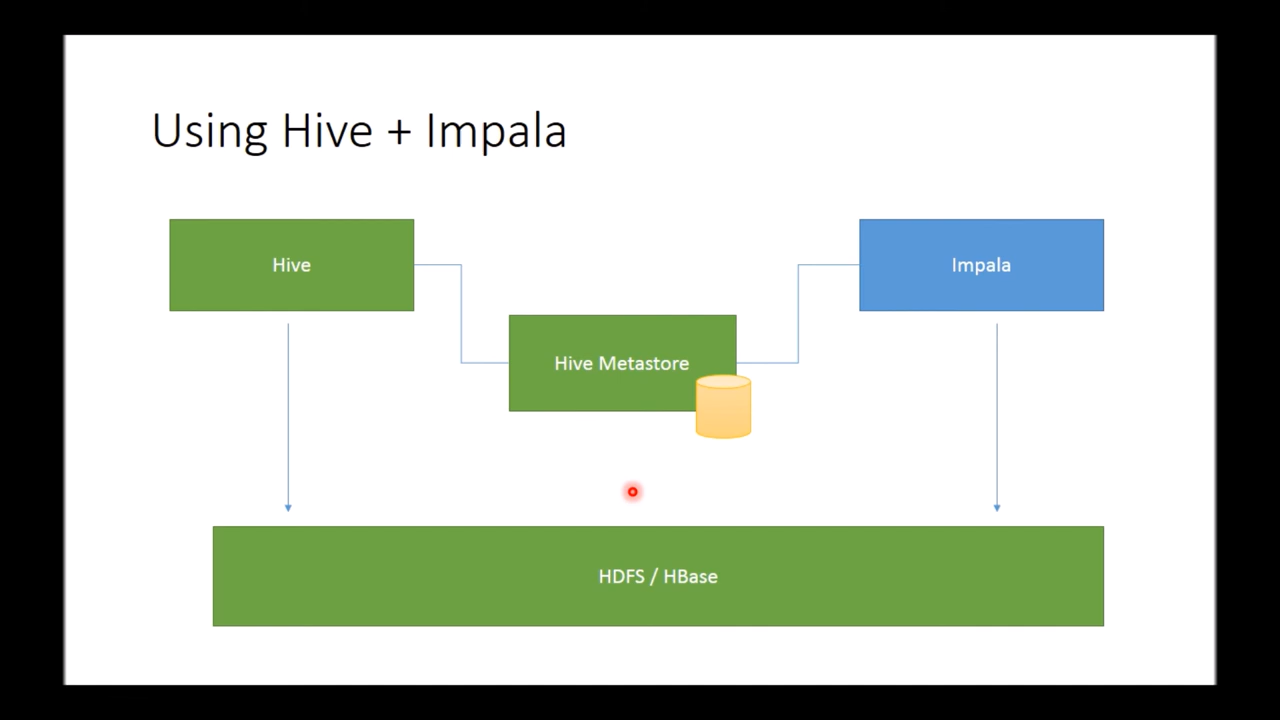 Using Hive + Impala
Hive
Impala
Hive Metastore
HDFS / HBase